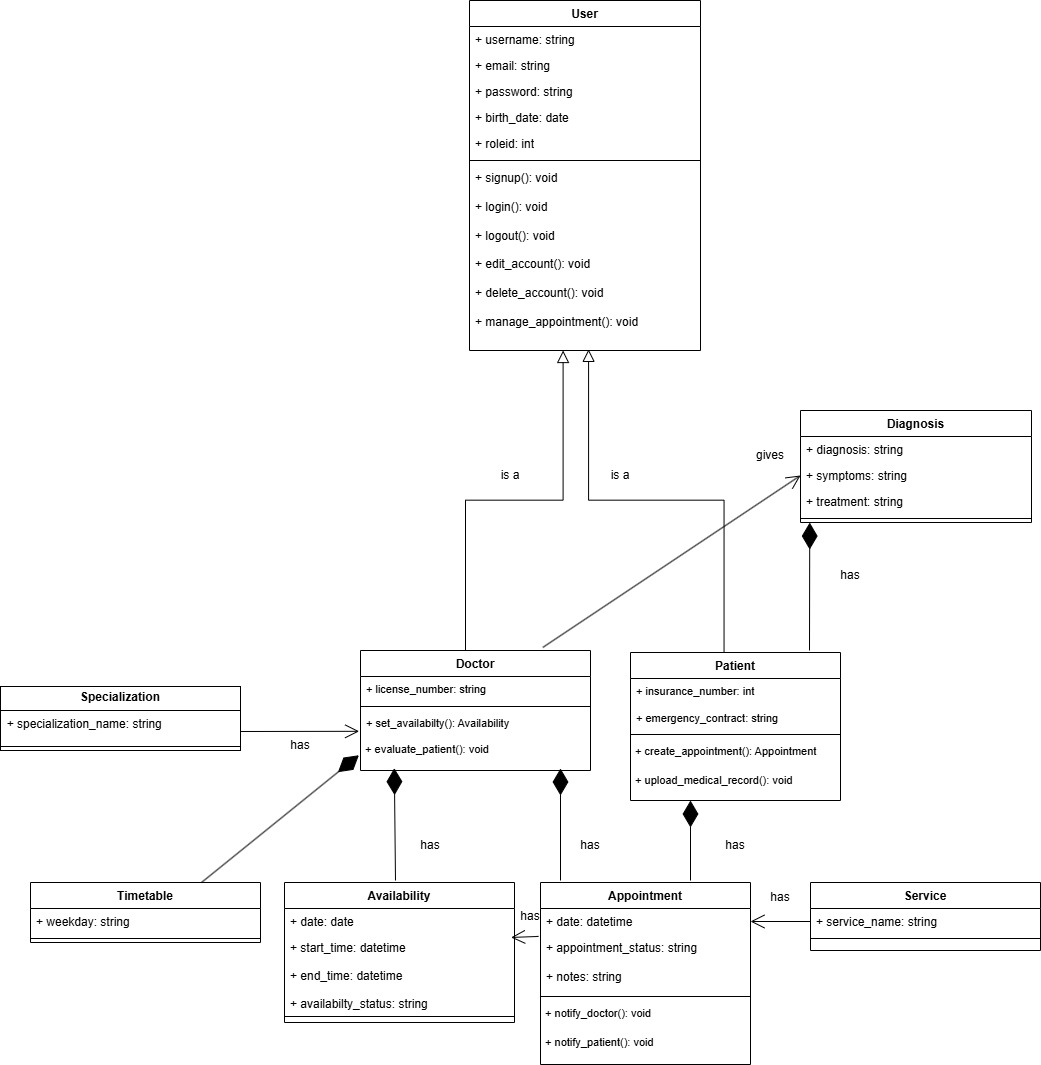 User
+ username: string
+ email: string
+ password: string
+ birth_date: date
+ roleid: int
+ signup(): void
+ login(): void
+ logout(): void
+ edit_account(): void
+ delete_account(): void
+ manage_appointment(): void
is a
is a
gives
Diagnosis
+ diagnosis: string
+ symptoms: string
+ treatment: string
has
Doctor
+ license_number: string
+ set_availabilty(): Availability
+ evaluate_patient(): void
Patient
+ insurance_number: int
+ emergency_contract: string
+ create_appointment(): Appointment
+ upload_medical_record(): void
Specialization
+ specialization_name: string
has
has
has
has
Timetable
+ weekday: string
Availability
+ date: date
+ start_time: datetime
+ end_time: datetime
+ availabilty_status: string
has
Appointment
+ date: datetime
+ appointment_status: string
+ notes: string
+ notify_doctor(): void
+ notify_patient(): void
has
Service
+ service_name: string